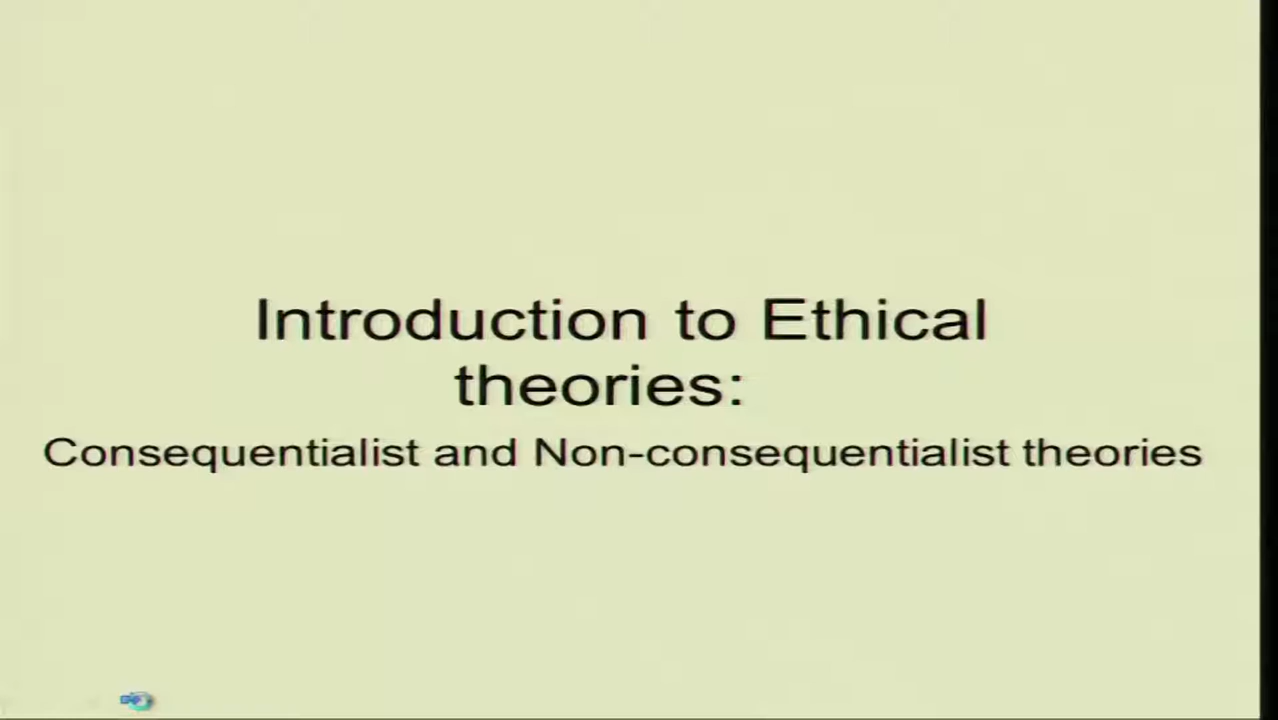 Introduction to Ethical
theories:
Consequentialist and Non-consequentialist theories